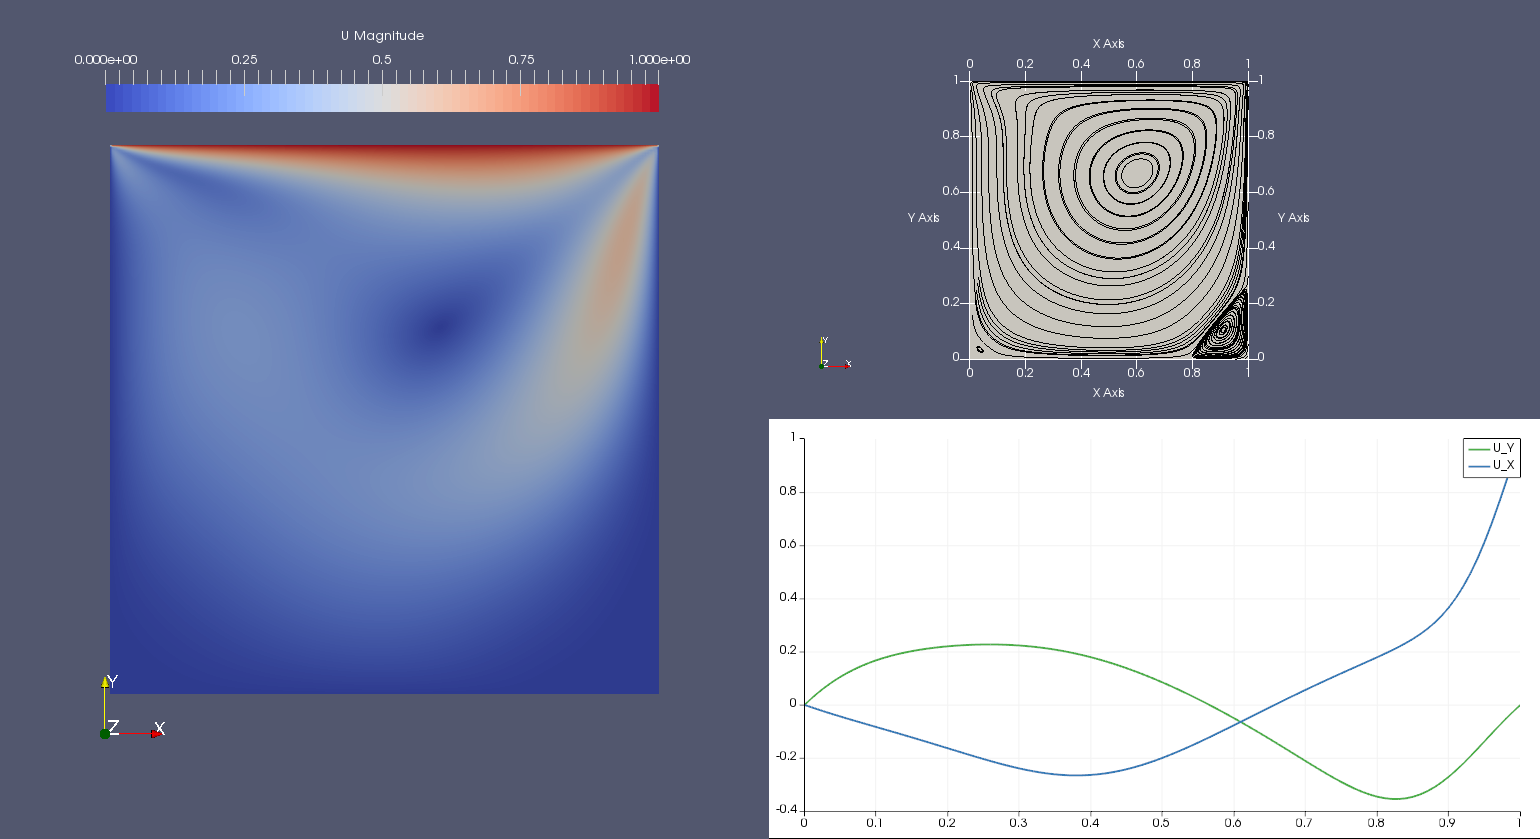 U Magnitude
0.000e+00 0.25 0.5 0.75 1.000e+00
Y
Z X
X Axis
0 0.2 0.4 0.6 0.8 1
1 1
0.8 0.8
0.6 0.6
Y Axis Y Axis
0.4 0.4
0.2 0.2
0 0
0 0.2 0.4 0.6 0.8 1
X Axis
Y
Z X
1
0.8
0.6
0.4
0.2
0
-0.2
-0.4
0 0.1 0.2 0.3 0.4 0.5 0.6 0.7 0.8 0.9 1
U_Y
U_X